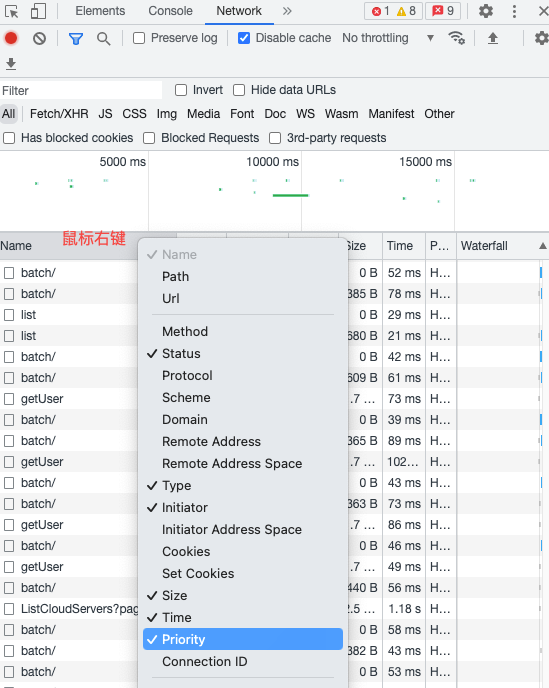 Elements Console Network 1 8 9
Preserve log Disable cache No throttling
Filter Invert Hide data URLs
All Fetch/XHR JS CSS Img Media Font Doc WS Wasm Manifest Other
Has blocked cookies Blocked Requests 3rd-party requests
5000 ms 10000 ms 15000 ms
Name 鼠标右键 Size Time P... Waterfall
Name
Path
Url
Method
Status
Protocol
Scheme
Domain
Remote Address
Remote Address Space
Type
Initiator
Initiator Address Space
Cookies
Set Cookies
Size
Time
Priority
Connection ID
batch/ 0 B 52 ms H...
batch/ 385 B 78 ms H...
list 0 B 29 ms H...
list 680 B 21 ms H...
batch/ 0 B 42 ms H...
batch/ 609 B 61 ms H...
getUser .7 ... 73 ms H...
batch/ 0 B 39 ms H...
batch/ 365 B 89 ms H...
getUser .7 ... 102... H...
batch/ 0 B 43 ms H...
batch/ 363 B 73 ms H...
getUser .7 ... 86 ms H...
batch/ 0 B 46 ms H...
getUser .7 ... 49 ms H...
batch/ 440 B 56 ms H...
ListCloudServers?pag 2.5 ... 1.18 s H...
batch/ 0 B 58 ms H...
batch/ 382 B 43 ms H...
batch/ 0 B 53 ms H...